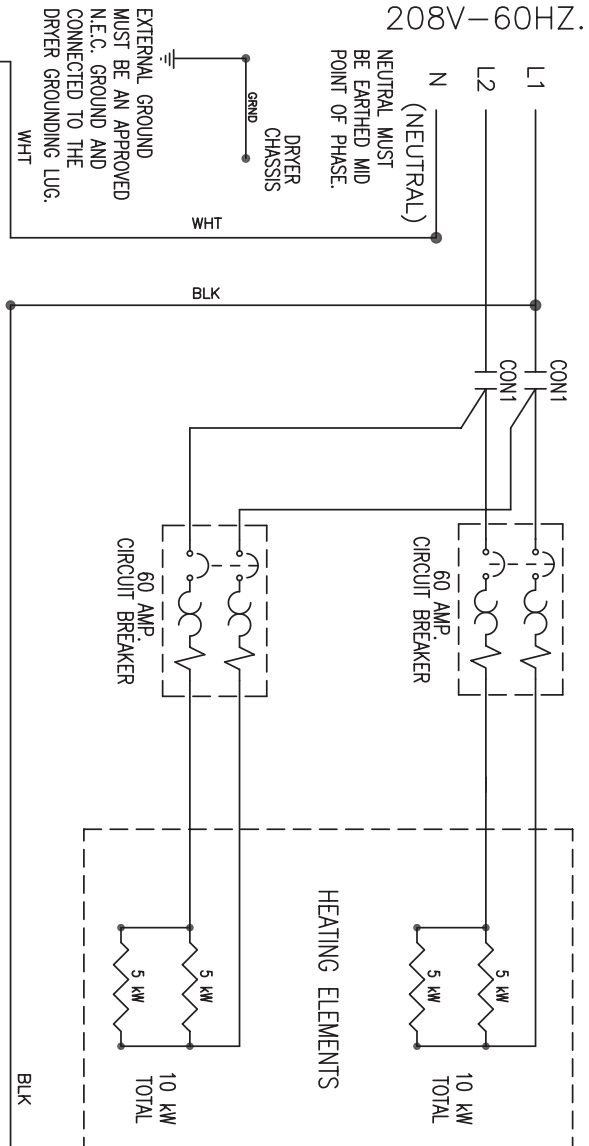 208V-60HZ.
L1
L2
N
(NEUTRAL)
NEUTRAL MUST
BE EARTHED MID
POINT OF PHASE.
DRYER
CHASSIS
GRND
EXTERNAL GROUND
MUST BE AN APPROVED
N.E.C. GROUND AND
CONNECTED TO THE
DRYER GROUNDING LUG.
WHT
WHT
BLK
CON1
CON1
60 AMP.
CIRCUIT BREAKER
60 AMP.
CIRCUIT BREAKER
HEATING ELEMENTS
5 kW
5 kW
10 kW
TOTAL
5 kW
5 kW
10 kW
TOTAL
BLK